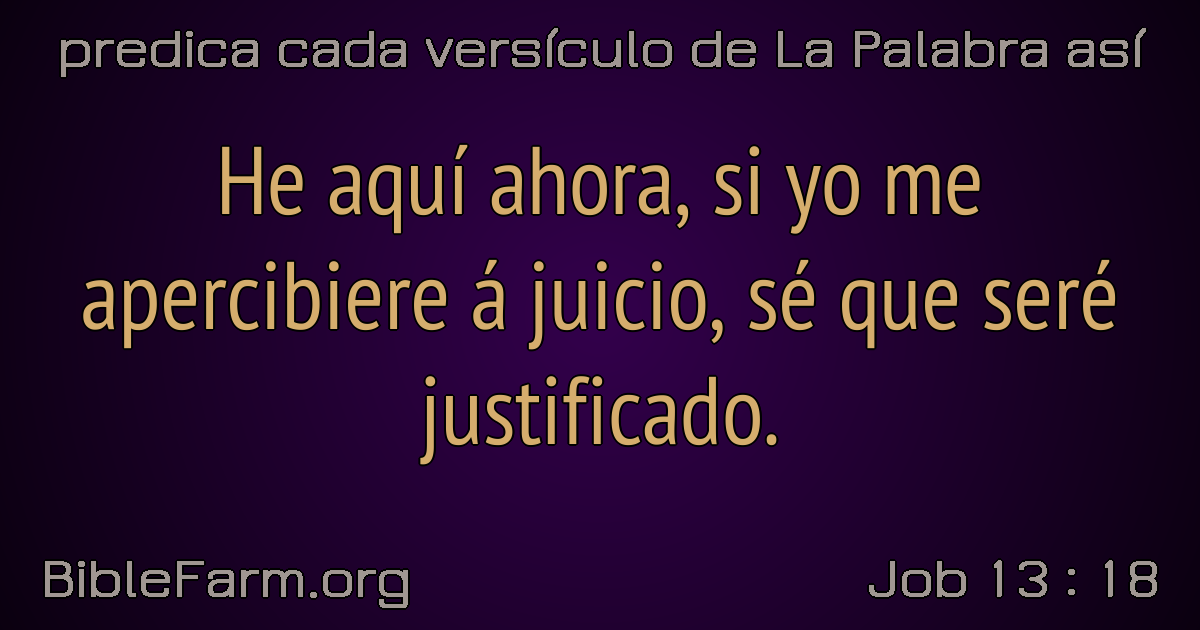 predica cada versículo de La Palabra así
He aquí ahora, si yo me
apercibiere á juicio, sé que seré
justificado.
BibleFarm.org
Job 13 : 18